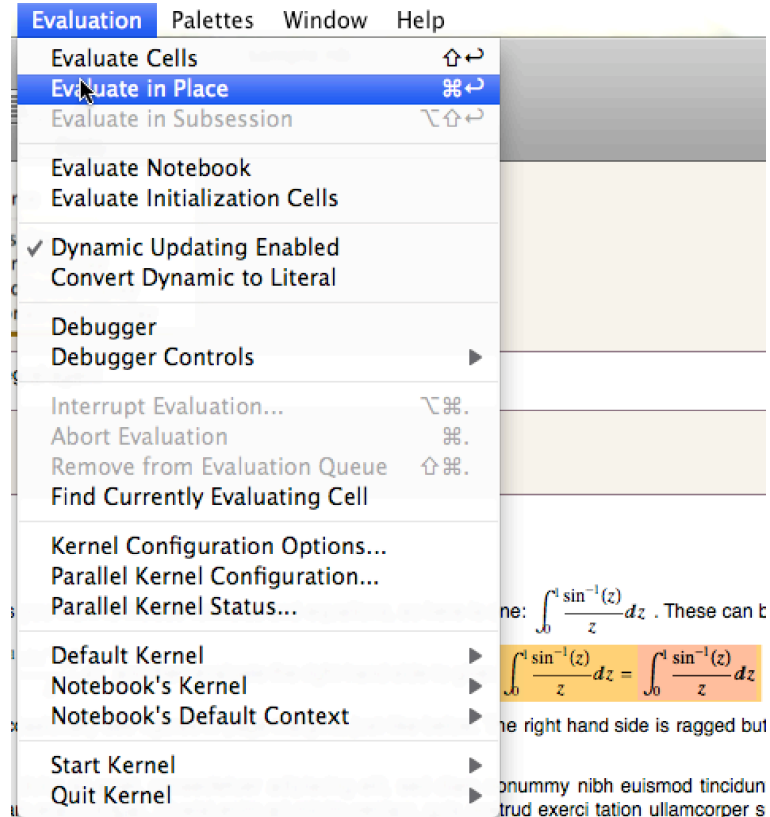 Evaluation Palettes Window Help
Evaluate Cells ⇧↩
Evaluate in Place ⌘↩
Evaluate in Subsession ⌥⇧↩
Evaluate Notebook
Evaluate Initialization Cells
✓ Dynamic Updating Enabled
Convert Dynamic to Literal
Debugger
Debugger Controls ▶
Interrupt Evaluation... ⌥⌘.
Abort Evaluation ⌘.
Remove from Evaluation Queue ⇧⌘.
Find Currently Evaluating Cell
Kernel Configuration Options...
Parallel Kernel Configuration...
Parallel Kernel Status...
ne: ∫₀¹ sin⁻¹(z)/z dz . These can b
Default Kernel ▶
∫₀¹ sin⁻¹(z)/z dz = ∫₀¹ sin⁻¹(z)/z dz
Notebook's Kernel ▶
Notebook's Default Context ▶
ne right hand side is ragged but
Start Kernel ▶
onummy nibh euismod tincidun
Quit Kernel ▶
trud exerci tation ullamcorper s